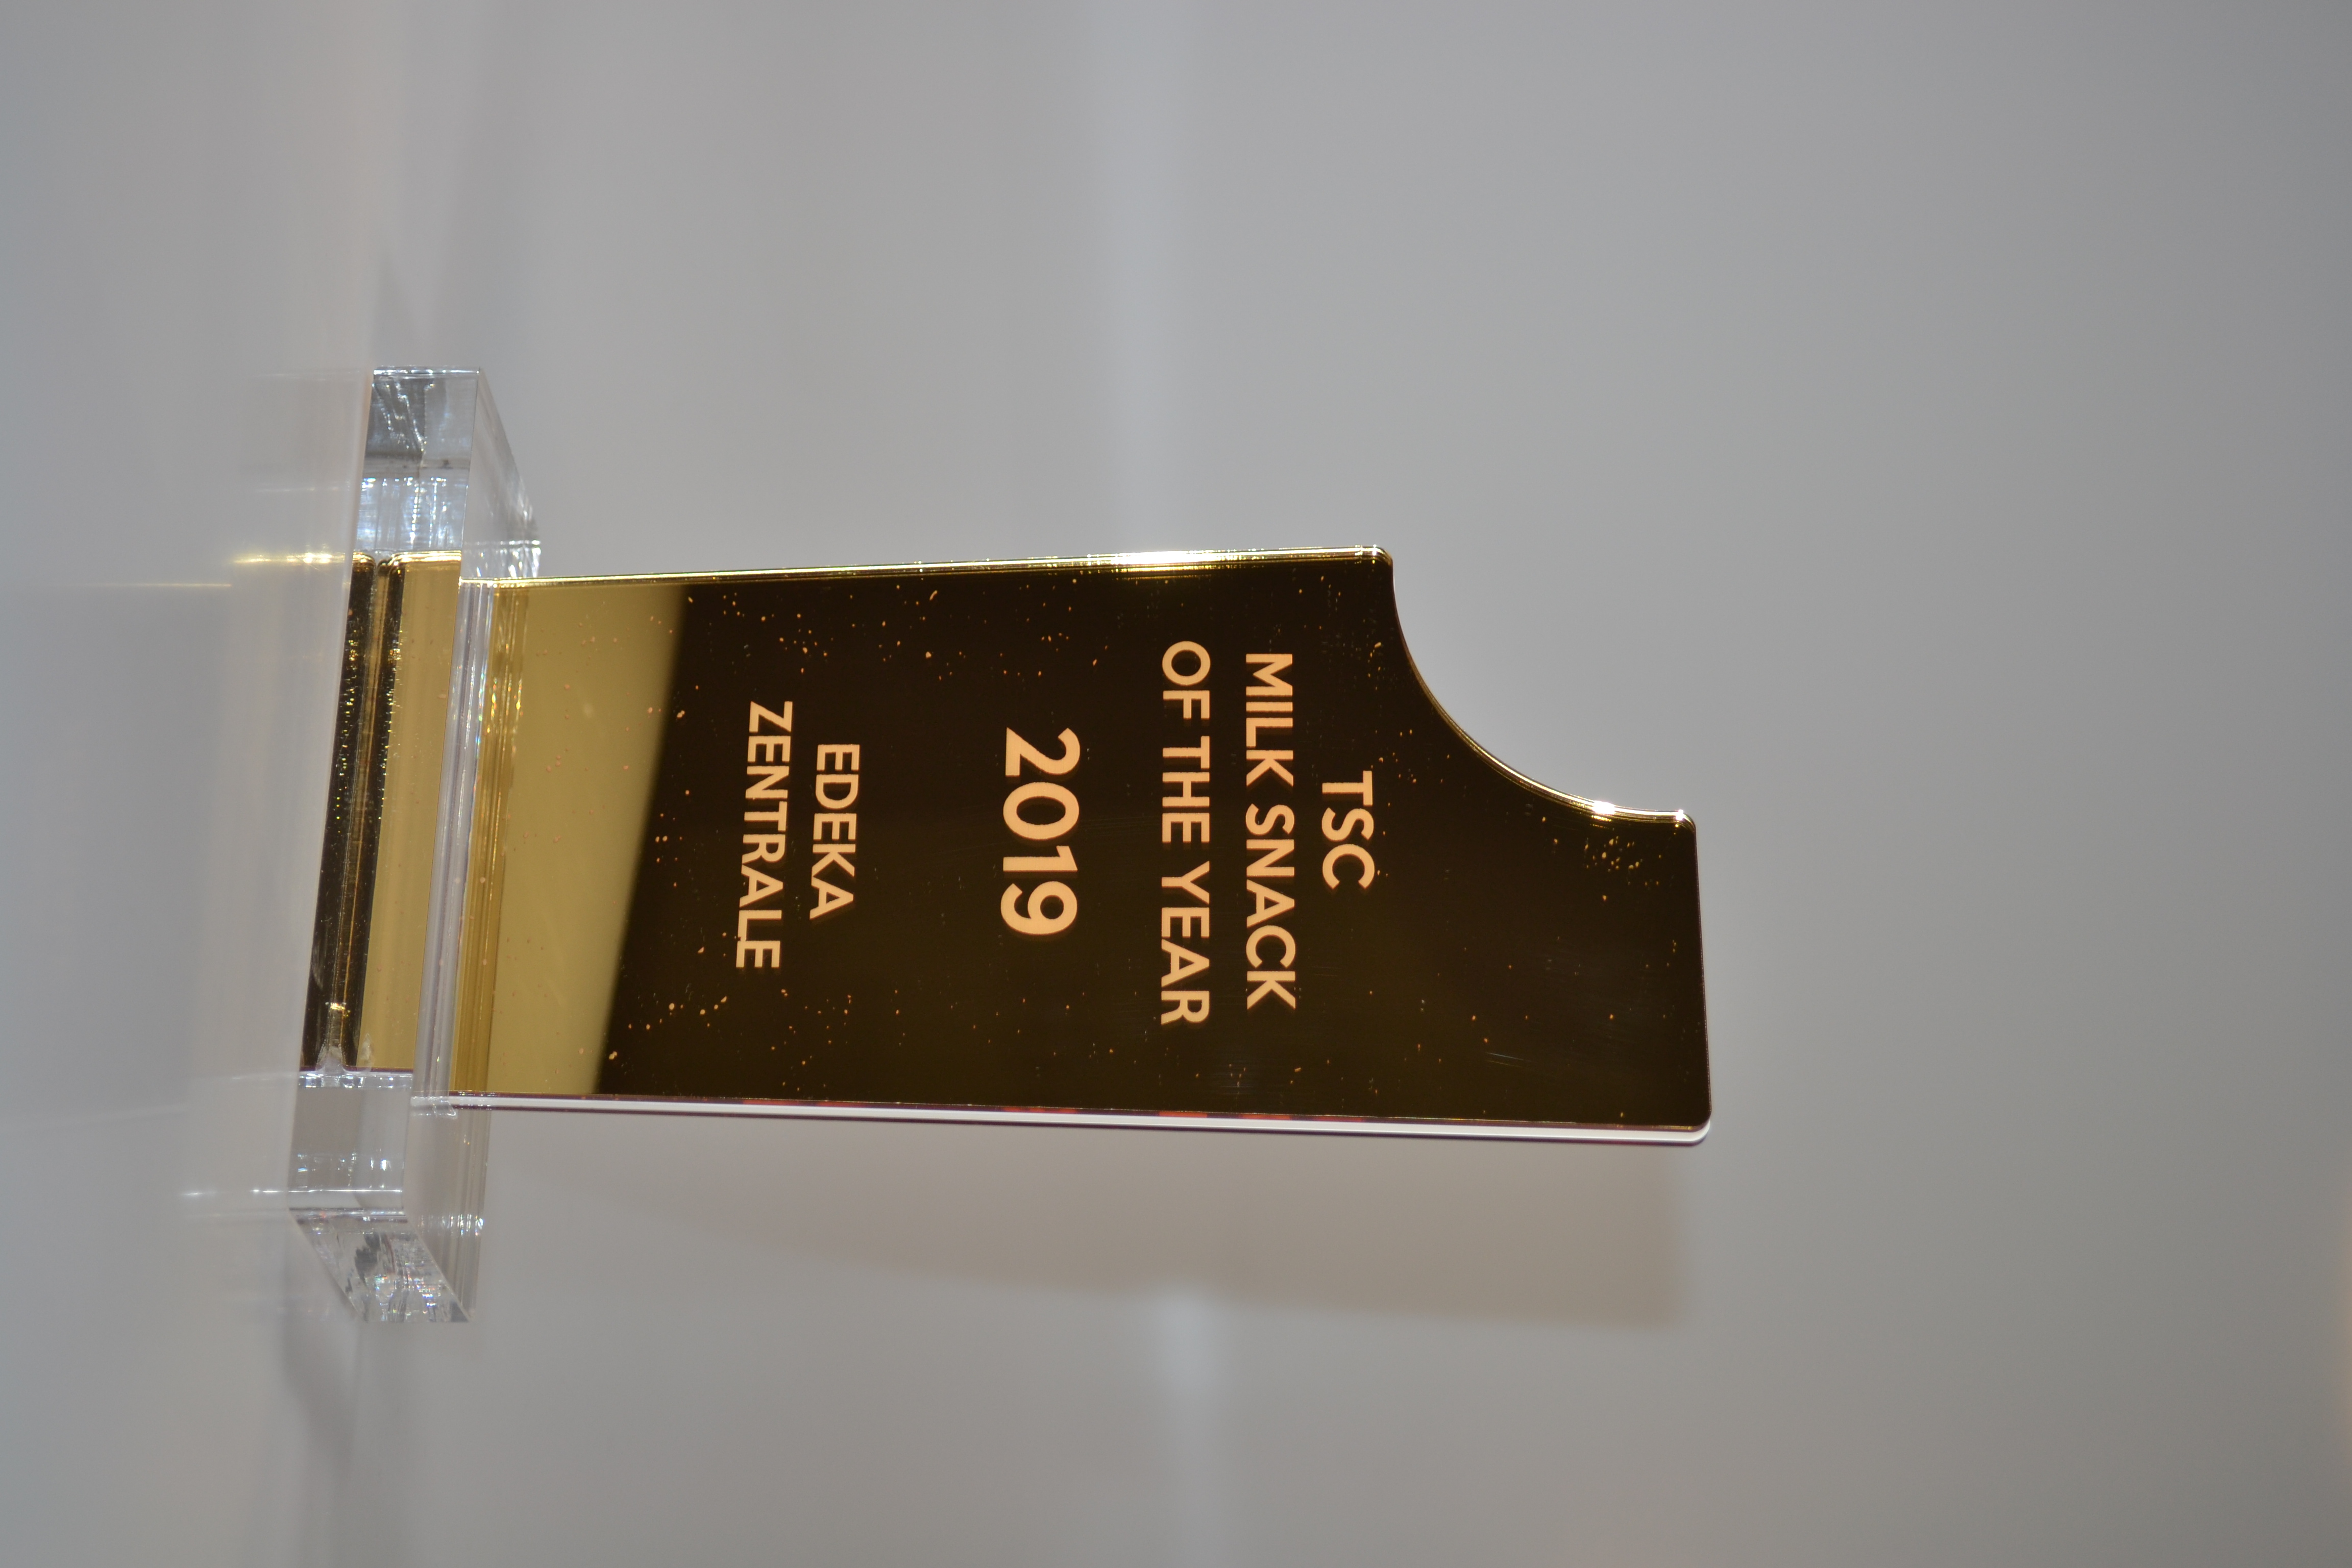 TSC
MILK SNACK
OF THE YEAR
2019
EDEKA
ZENTRALE